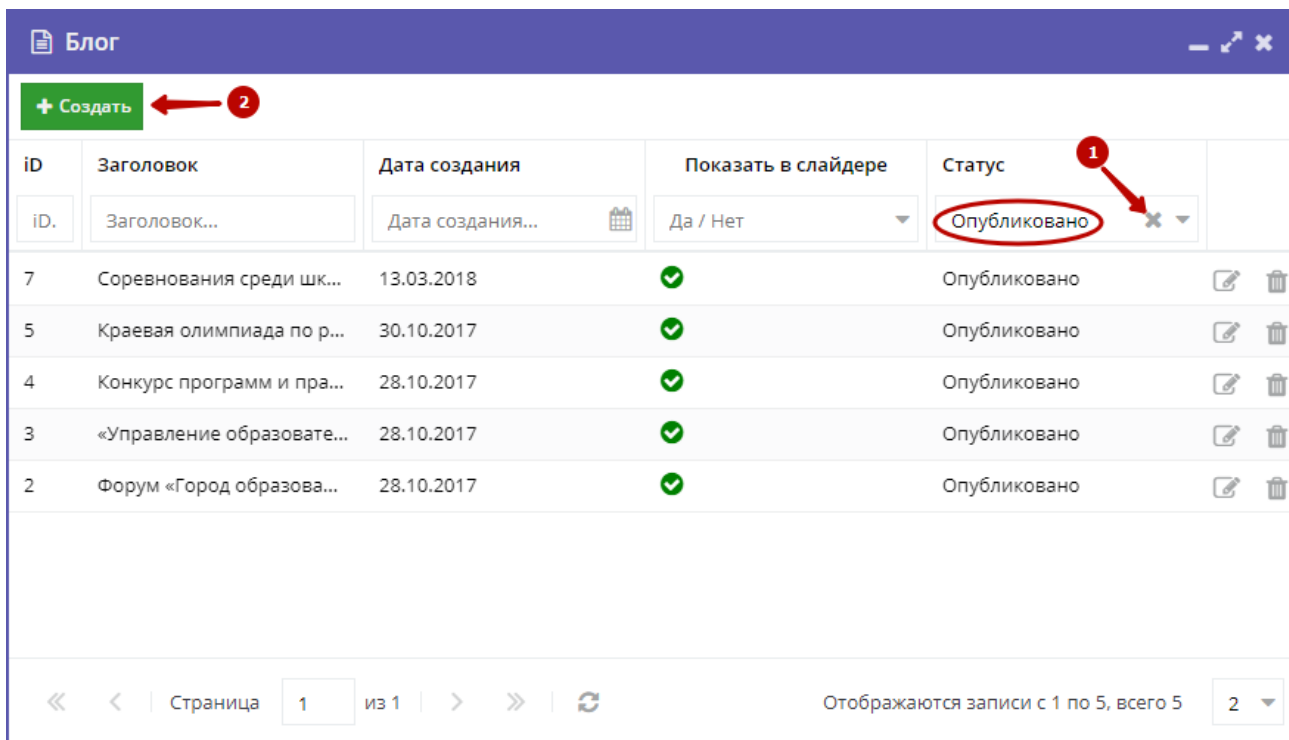 Блог
Создать 2
iD Заголовок Дата создания Показать в слайдере Статус 1
iD. Заголовок... Дата создания... Да / Нет Опубликовано
7 Соревнования среди шк... 13.03.2018 Опубликовано
5 Краевая олимпиада по р... 30.10.2017 Опубликовано
4 Конкурс программ и пра... 28.10.2017 Опубликовано
3 «Управление образовате... 28.10.2017 Опубликовано
2 Форум «Город образова... 28.10.2017 Опубликовано
Страница 1 из 1 Отображаются записи с 1 по 5, всего 5 2